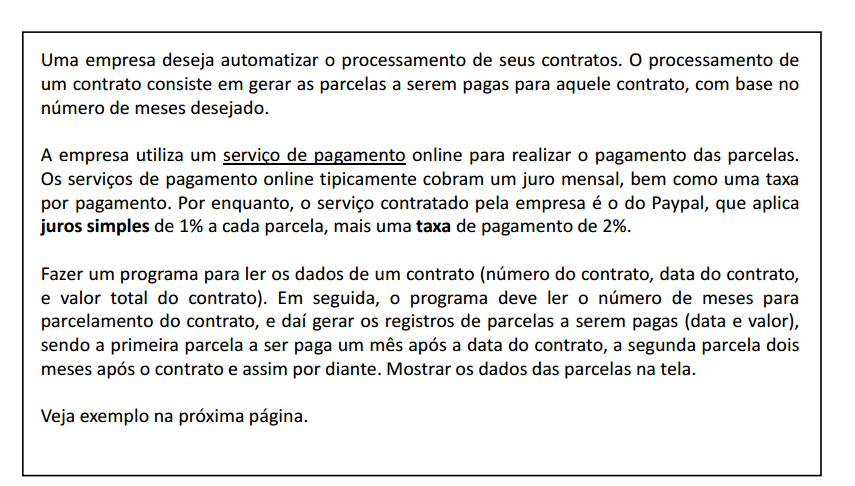 Uma empresa deseja automatizar o processamento de seus contratos. O processamento de
um contrato consiste em gerar as parcelas a serem pagas para aquele contrato, com base no
número de meses desejado.
A empresa utiliza um serviço de pagamento online para realizar o pagamento das parcelas.
Os serviços de pagamento online tipicamente cobram um juro mensal, bem como uma taxa
por pagamento. Por enquanto, o serviço contratado pela empresa é o do Paypal, que aplica
juros simples de 1% a cada parcela, mais uma taxa de pagamento de 2%.
Fazer um programa para ler os dados de um contrato (número do contrato, data do contrato,
e valor total do contrato). Em seguida, o programa deve ler o número de meses para
parcelamento do contrato, e daí gerar os registros de parcelas a serem pagas (data e valor),
sendo a primeira parcela a ser paga um mês após a data do contrato, a segunda parcela dois
meses após o contrato e assim por diante. Mostrar os dados das parcelas na tela.
Veja exemplo na próxima página.